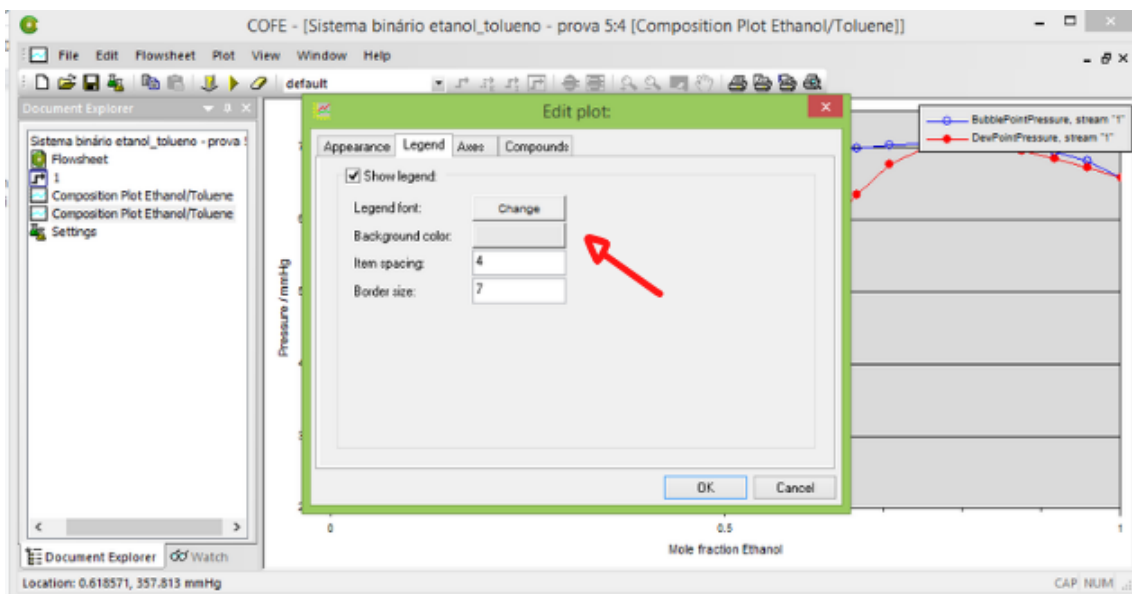 COFE - [Sistema binário etanol_tolueno - prova 5:4 [Composition Plot Ethanol/Toluene]]
File Edit Flowsheet Plot View Window Help
default
Document Explorer
Sistema binário etanol_tolueno - prova
Flowsheet
1
Composition Plot Ethanol/Toluene
Composition Plot Ethanol/Toluene
Settings
Document Explorer Watch
Edit plot:
Appearance Legend Axes Compounds
Show legend
Legend font: Change
Background color:
Item spacing: 4
Border size: 7
OK Cancel
BubblePointPressure, stream "1"
DewPointPressure, stream "1"
Pressure / mmHg
0 0.5 1
Mole fraction Ethanol
Location: 0.618571, 357.813 mmHg
CAP NUM